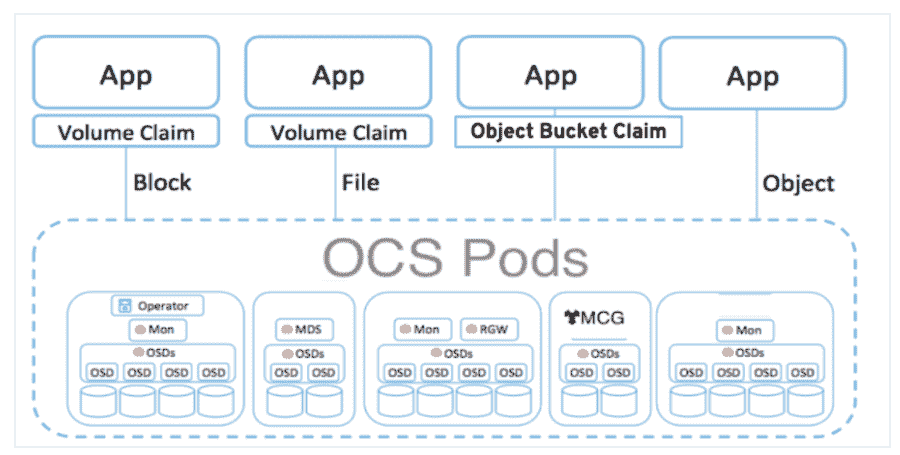 App App App App
Volume Claim Volume Claim Object Bucket Claim
Block File Object
OCS Pods
Operator
Mon MDS Mon RGW MCG Mon
OSDs OSDs OSDs OSDs OSDs
OSD OSD OSD OSD OSD OSD OSD OSD OSD OSD OSD OSD OSD OSD OSD OSD